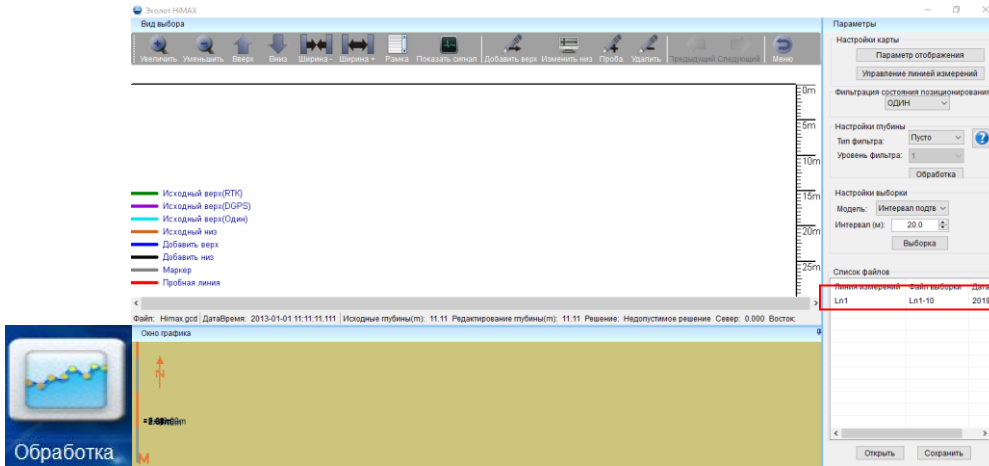 Эхолот HiMAX
Вид выбора
Увеличить Уменьшить Вверх Вниз Ширина - Ширина + Рамка Показать сигнал Добавить верх Изменить низ Проба Удалить Предыдущий Следующий Меню
0m
5m
10m
15m
20m
25m
Исходный верх(RTK)
Исходный верх(DGPS)
Исходный верх(Один)
Исходный низ
Добавить верх
Добавить низ
Маркер
Пробная линия
Файл: Himax.gcd ДатаВремя: 2013-01-01 11:11:11.111 Исходные глубины(m): 11.11 Редактирование глубины(m): 11.11 Решение: Недопустимое решение Север: 0.000 Восток:
Окно графика
N
M
Обработка
Параметры
Настройки карты
Параметр отображения
Управление линией измерений
Фильтрация состояния позиционирования
ОДИН
Настройки глубины
Тип фильтра: Пусто
Уровень фильтра: 1
Обработка
Настройки выборки
Модель: Интервал подтв
Интервал (м): 20.0
Выборка
Список файлов
Линия измерений Файл выборки Дата
Ln1 Ln1-10 2019
Открыть Сохранить